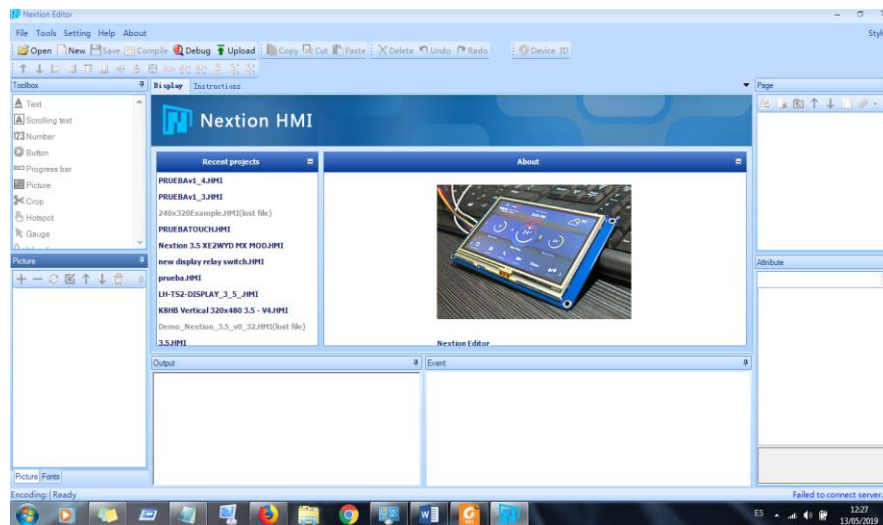 Nextion Editor
File Tools Setting Help About
Styl
Open New Save Compile Debug Upload Copy Cut Paste Delete Undo Redo Device ID
Toolbox
Display Instructions
Page
Text
Scrolling text
Number
Button
Progress bar
Picture
Crop
Hotspot
Gauge
Nextion HMI
Recent projects
About
PRUEBAv1_4.HMI
PRUEBAv1_3.HMI
240x320Example.HMI(lost file)
PRUEBATOUCH.HMI
Nextion 3.5 XE2WYD MX MOD.HMI
new display relay switch.HMI
prueba.HMI
LH-TS2-DISPLAY_3_5_.HMI
K8HB Vertical 320x480 3.5 - V4.HMI
Demo_Nextion_3.5_v0_32.HMI(lost file)
3.5.HMI
Nextion Editor
Picture
Attribute
Output
Event
Picture Fonts
Encoding:| Ready
Failed to connect server.
ES
12:27
13/05/2019